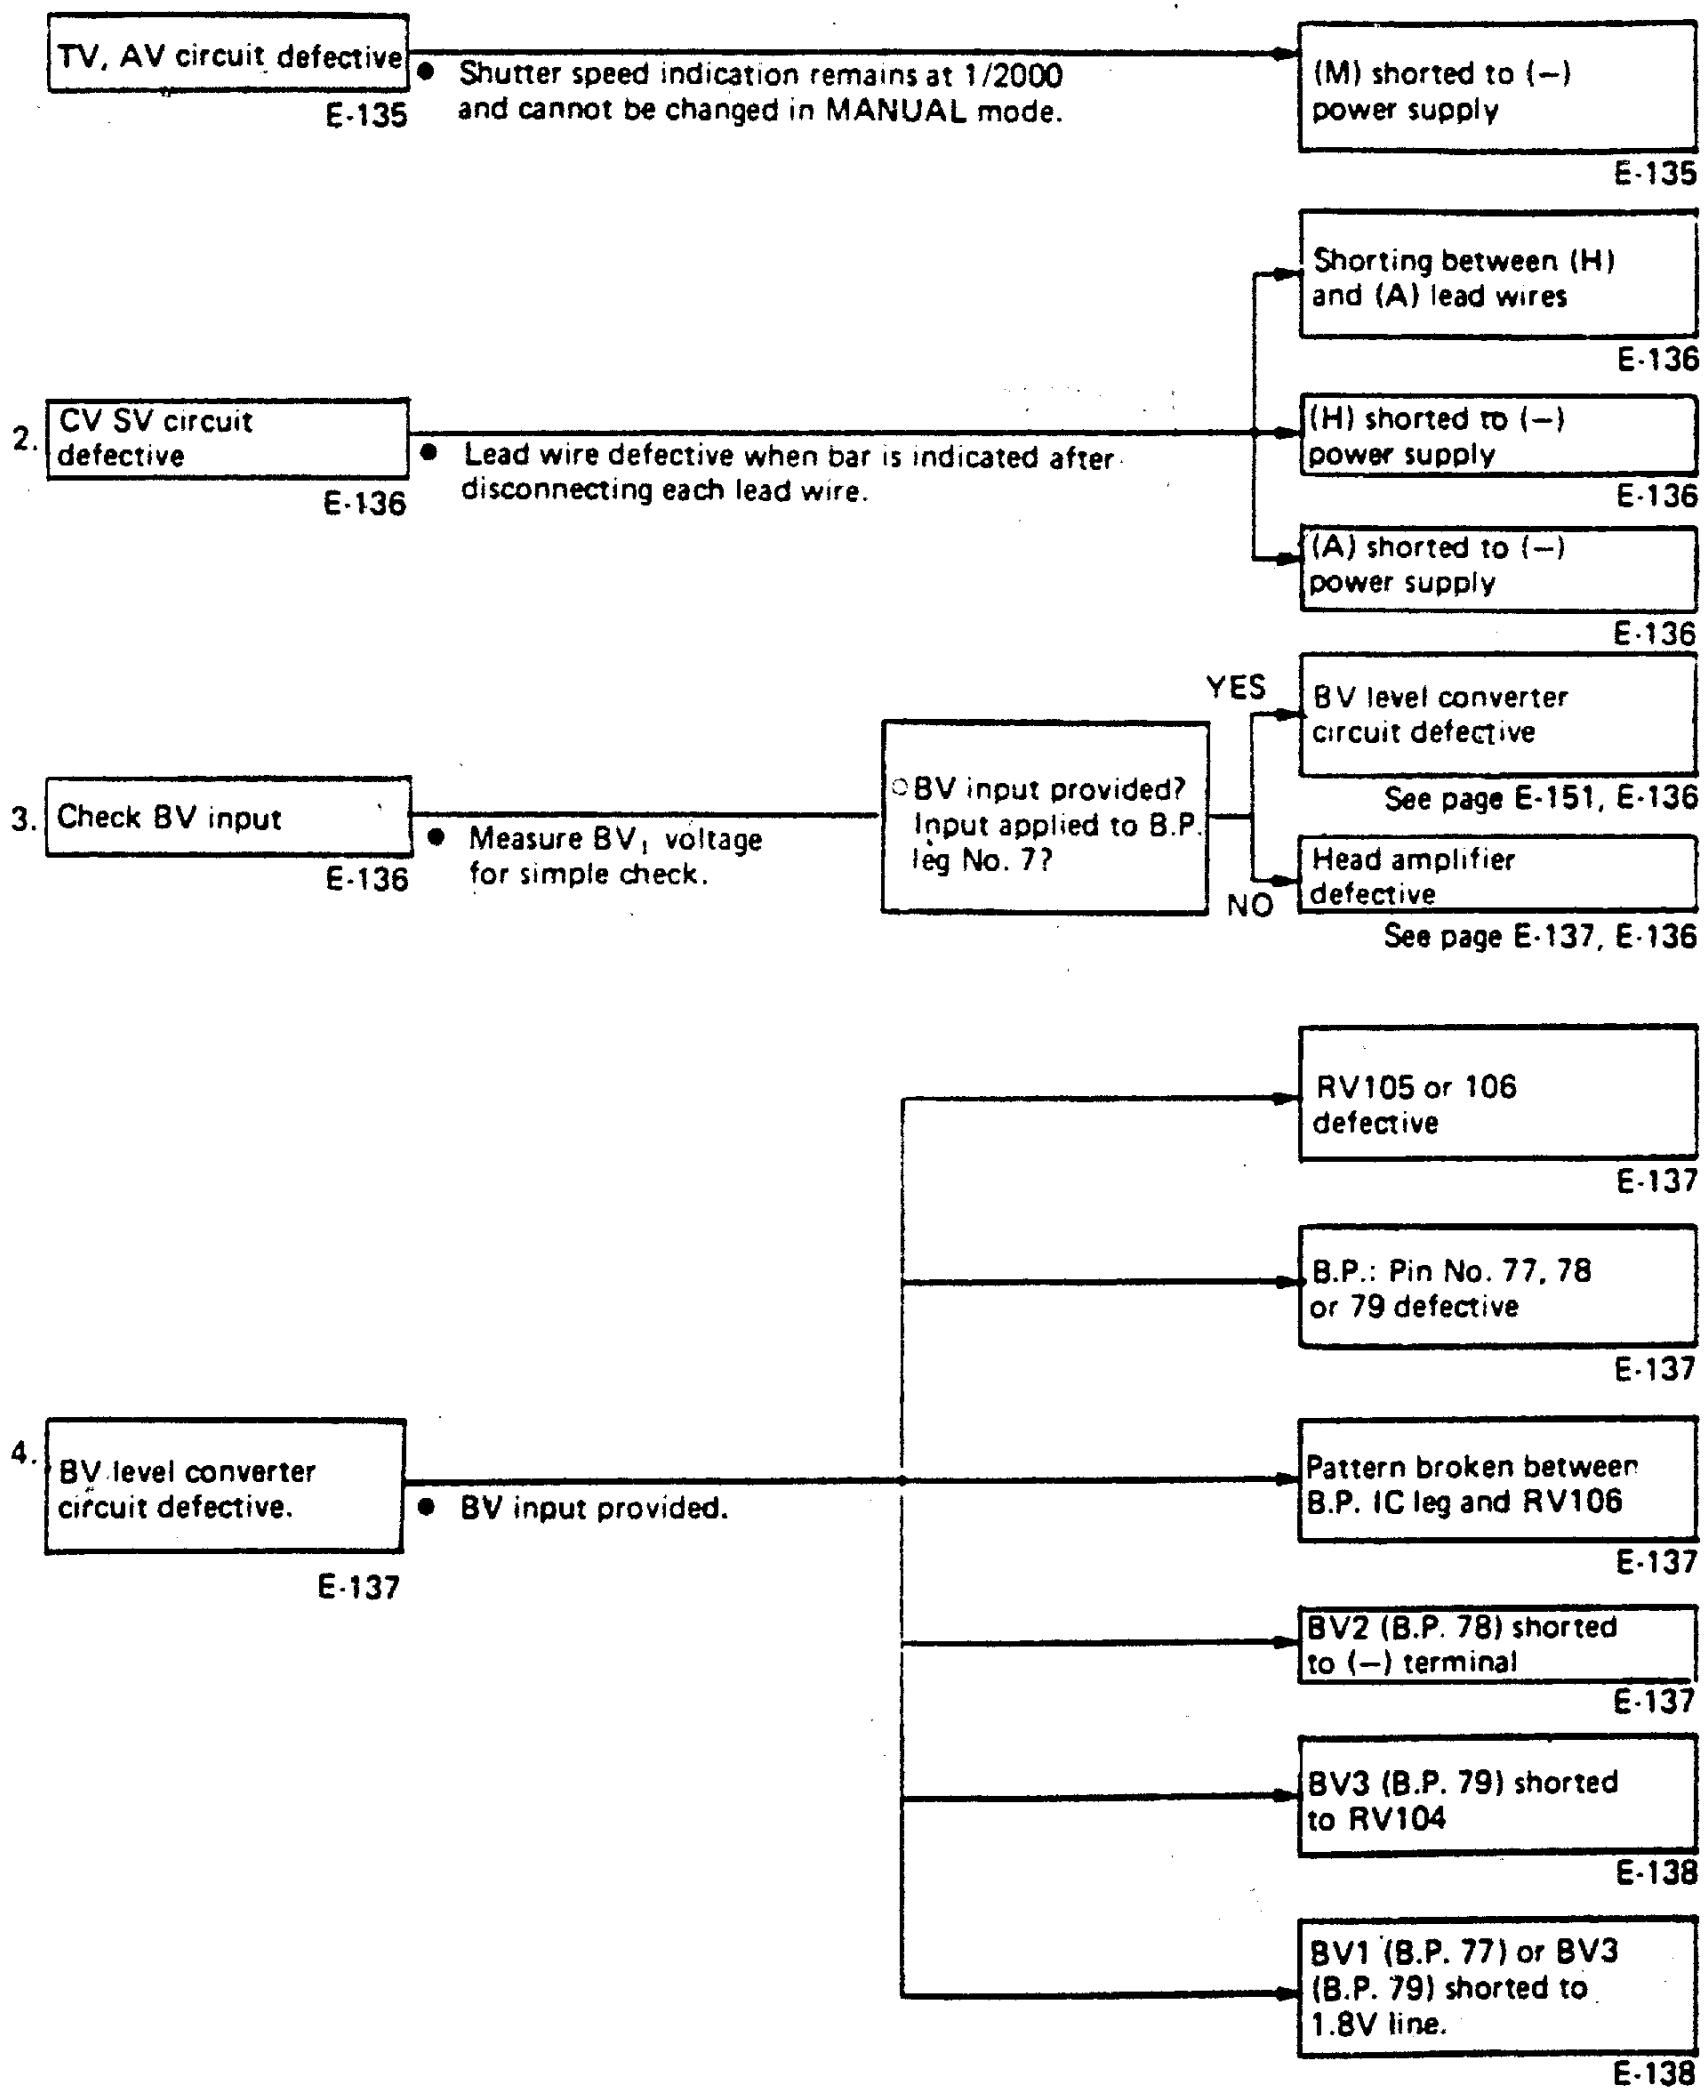 TV, AV circuit defective
E-135
● Shutter speed indication remains at 1/2000
and cannot be changed in MANUAL mode.
(M) shorted to (−)
power supply
E-135
Shorting between (H)
and (A) lead wires
E-136
2.
CV SV circuit
defective
E-136
● Lead wire defective when bar is indicated after
disconnecting each lead wire.
(H) shorted to (−)
power supply
E-136
(A) shorted to (−)
power supply
E-136
3.
Check BV input
E-136
● Measure BV₁ voltage
for simple check.
○ BV input provided?
Input applied to B.P.
leg No. 7?
YES
BV level converter
circuit defective
See page E-151, E-136
NO
Head amplifier
defective
See page E-137, E-136
4.
BV level converter
circuit defective.
E-137
● BV input provided.
RV105 or 106
defective
E-137
B.P.: Pin No. 77, 78
or 79 defective
E-137
Pattern broken between
B.P. IC leg and RV106
E-137
BV2 (B.P. 78) shorted
to (−) terminal
E-137
BV3 (B.P. 79) shorted
to RV104
E-138
BV1 (B.P. 77) or BV3
(B.P. 79) shorted to
1.8V line.
E-138